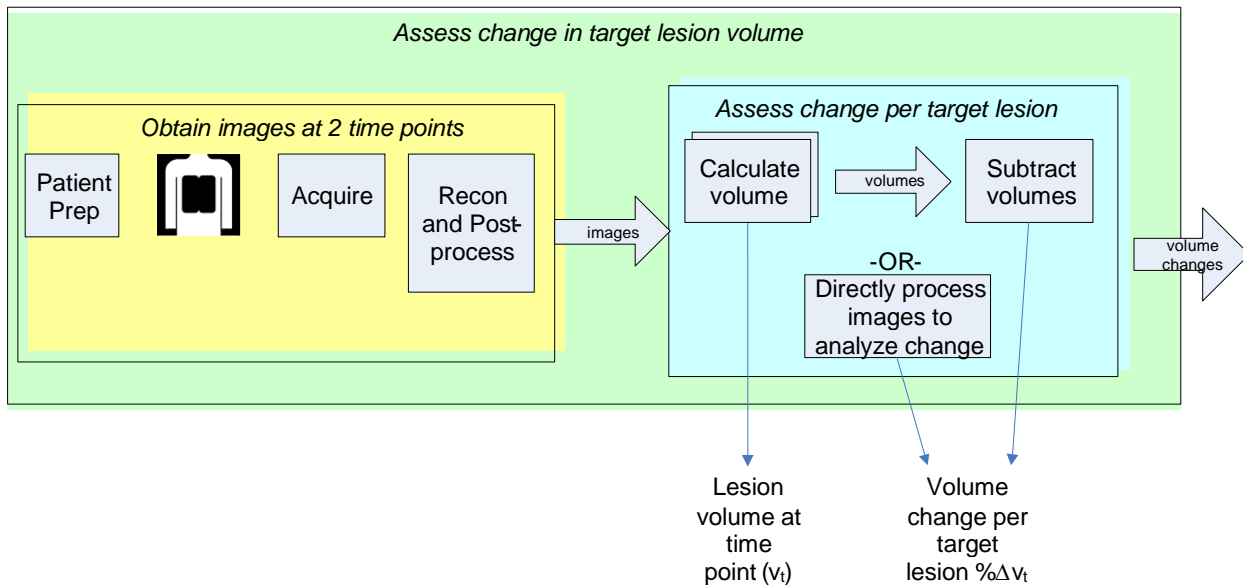 Assess change in target lesion volume
Obtain images at 2 time points
Patient
Prep
Acquire
Recon
and Post-
process
images
Assess change per target lesion
Calculate
volume
volumes
Subtract
volumes
-OR-
Directly process
images to
analyze change
volume
changes
Lesion
volume at
time
point (vt)
Volume
change per
target
lesion %Δvt